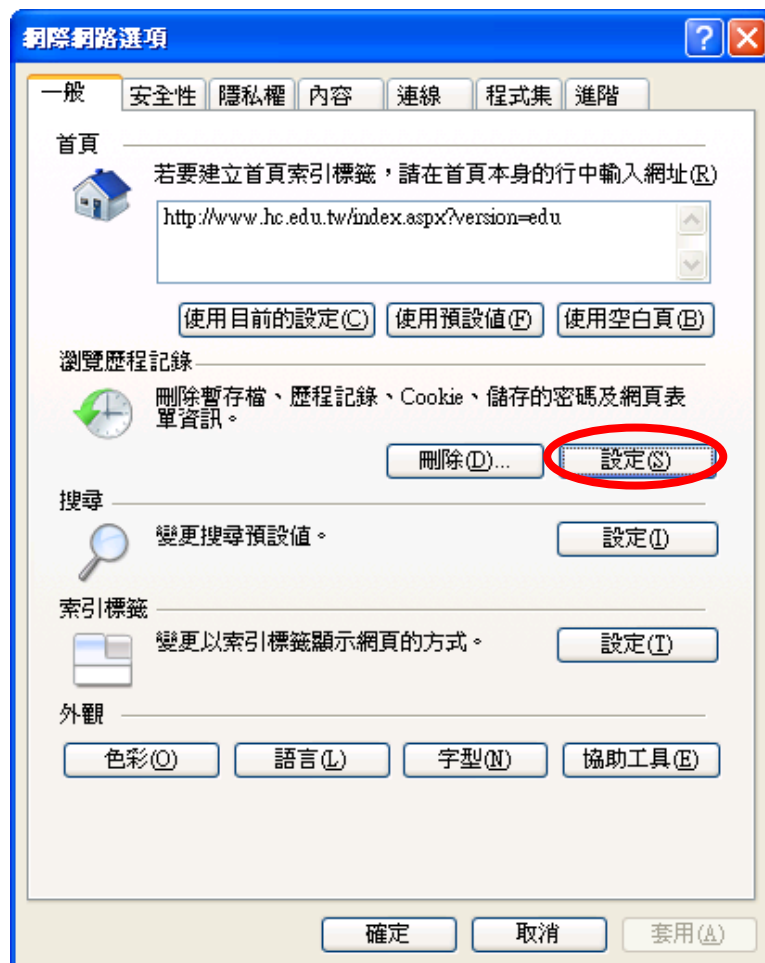 網際網路選項
一般 安全性 隱私權 內容 連線 程式集 進階
首頁
若要建立首頁索引標籤，請在首頁本身的行中輸入網址(R)
http://www.hc.edu.tw/index.aspx?version=edu
使用目前的設定(C) 使用預設值(F) 使用空白頁(B)
瀏覽歷程記錄
刪除暫存檔、歷程記錄、Cookie、儲存的密碼及網頁表
單資訊。
刪除(D)... 設定(S)
搜尋
變更搜尋預設值。 設定(I)
索引標籤
變更以索引標籤顯示網頁的方式。 設定(T)
外觀
色彩(O) 語言(L) 字型(N) 協助工具(E)
確定 取消 套用(A)